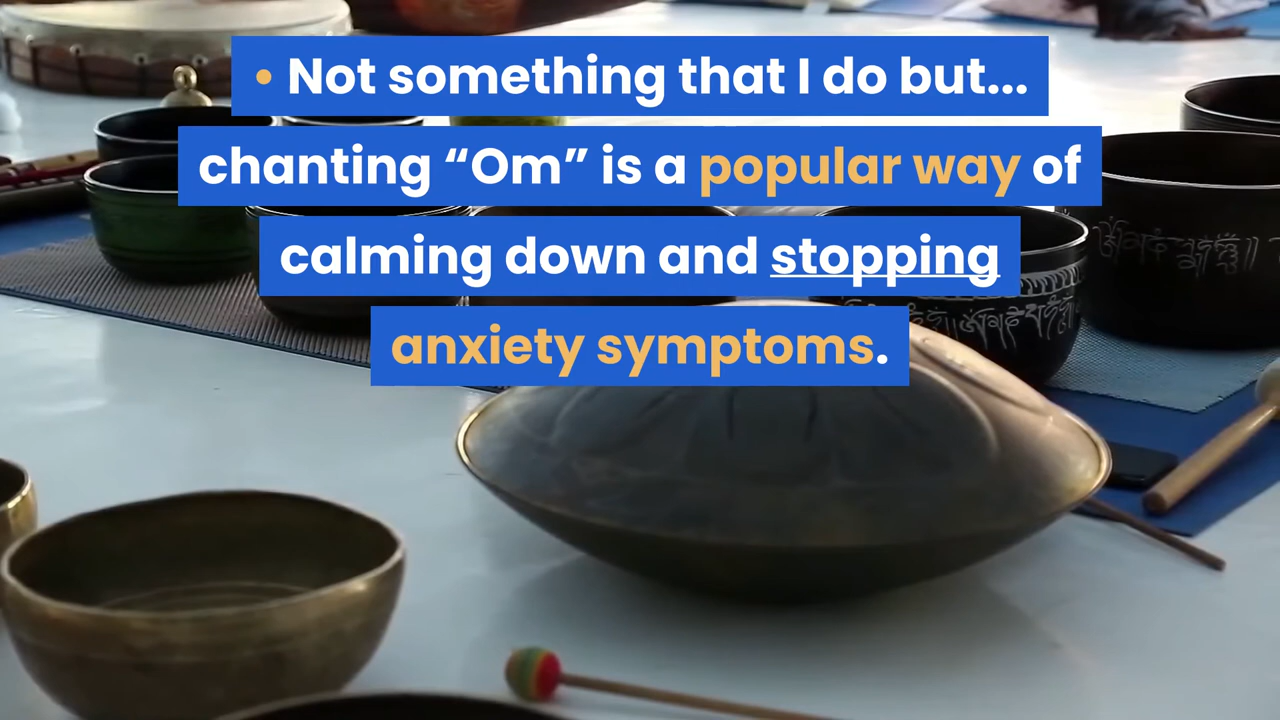 • Not something that I do but...
chanting “Om” is a popular way of
calming down and stopping
anxiety symptoms.